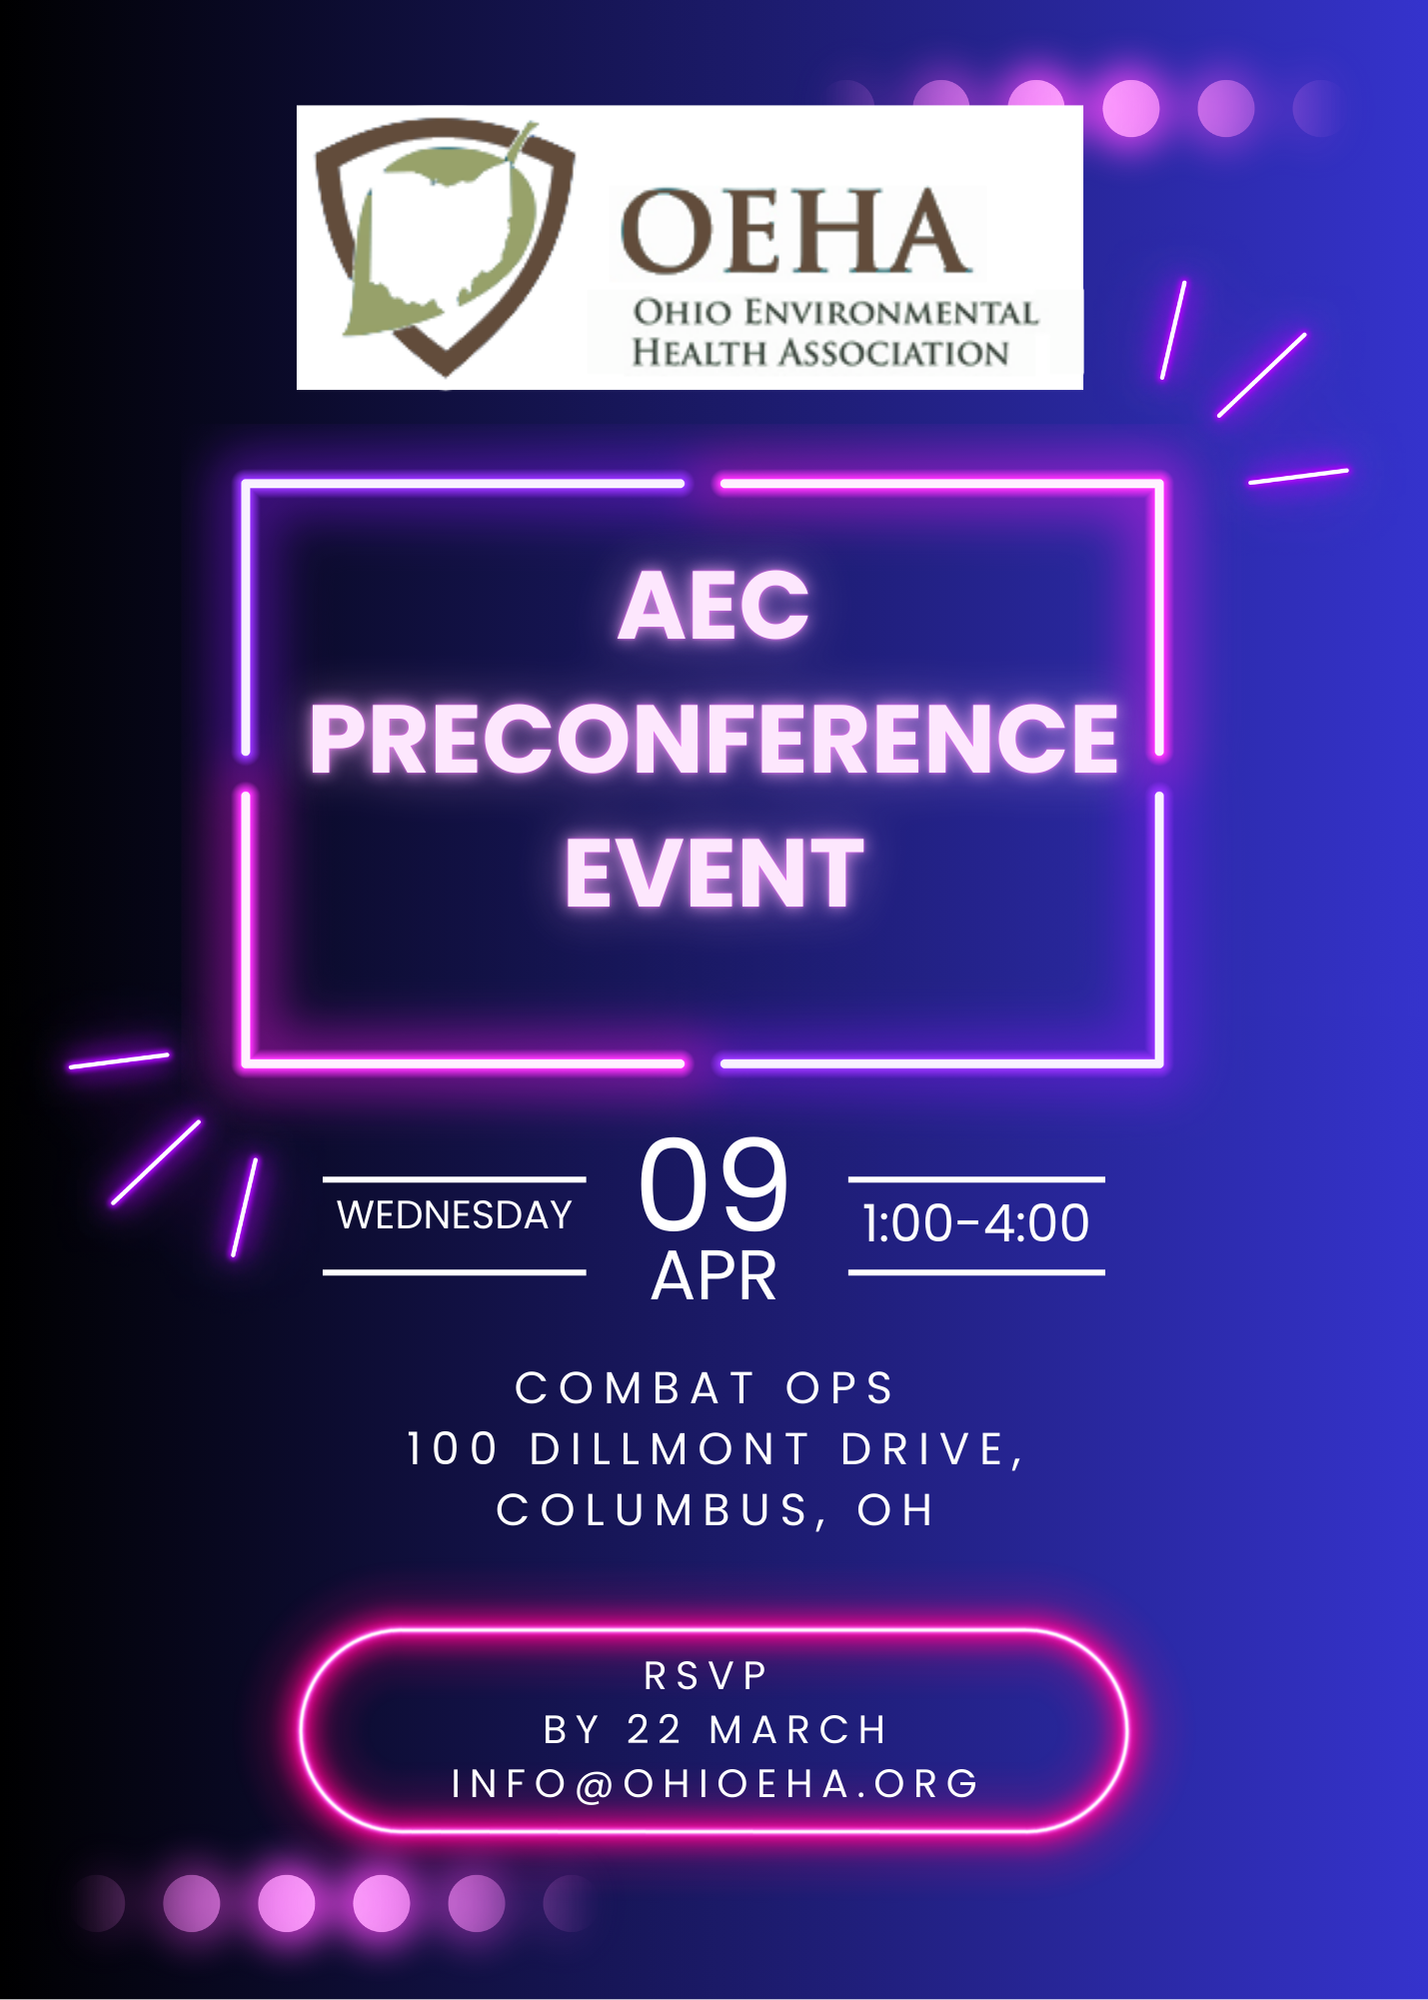 OEHA
OHIO ENVIRONMENTAL
HEALTH ASSOCIATION
AEC
PRECONFERENCE
EVENT
WEDNESDAY
09
APR
1:00-4:00
COMBAT OPS
100 DILLMONT DRIVE,
COLUMBUS, OH
RSVP
BY 22 MARCH
INFO@OHIOEHA.ORG